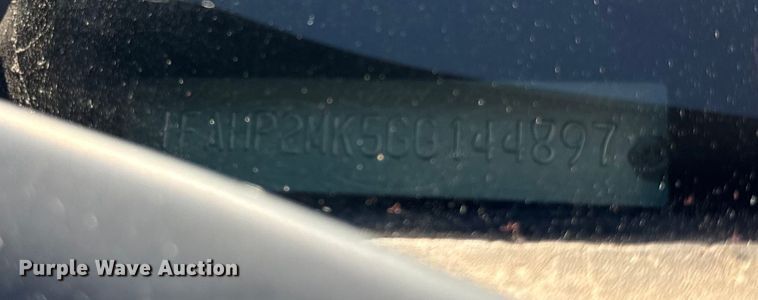 1FAHP2MK5GG144897
Purple Wave Auction